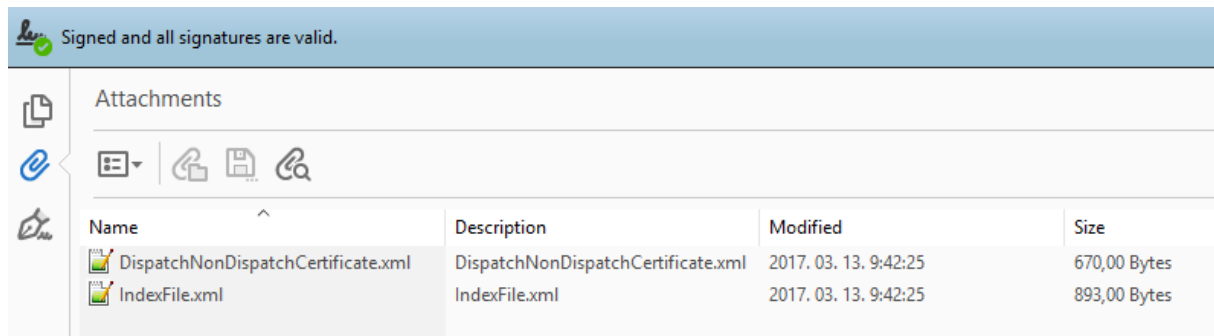 Signed and all signatures are valid.
Attachments
Name Description Modified Size
DispatchNonDispatchCertificate.xml DispatchNonDispatchCertificate.xml 2017. 03. 13. 9:42:25 670,00 Bytes
IndexFile.xml IndexFile.xml 2017. 03. 13. 9:42:25 893,00 Bytes